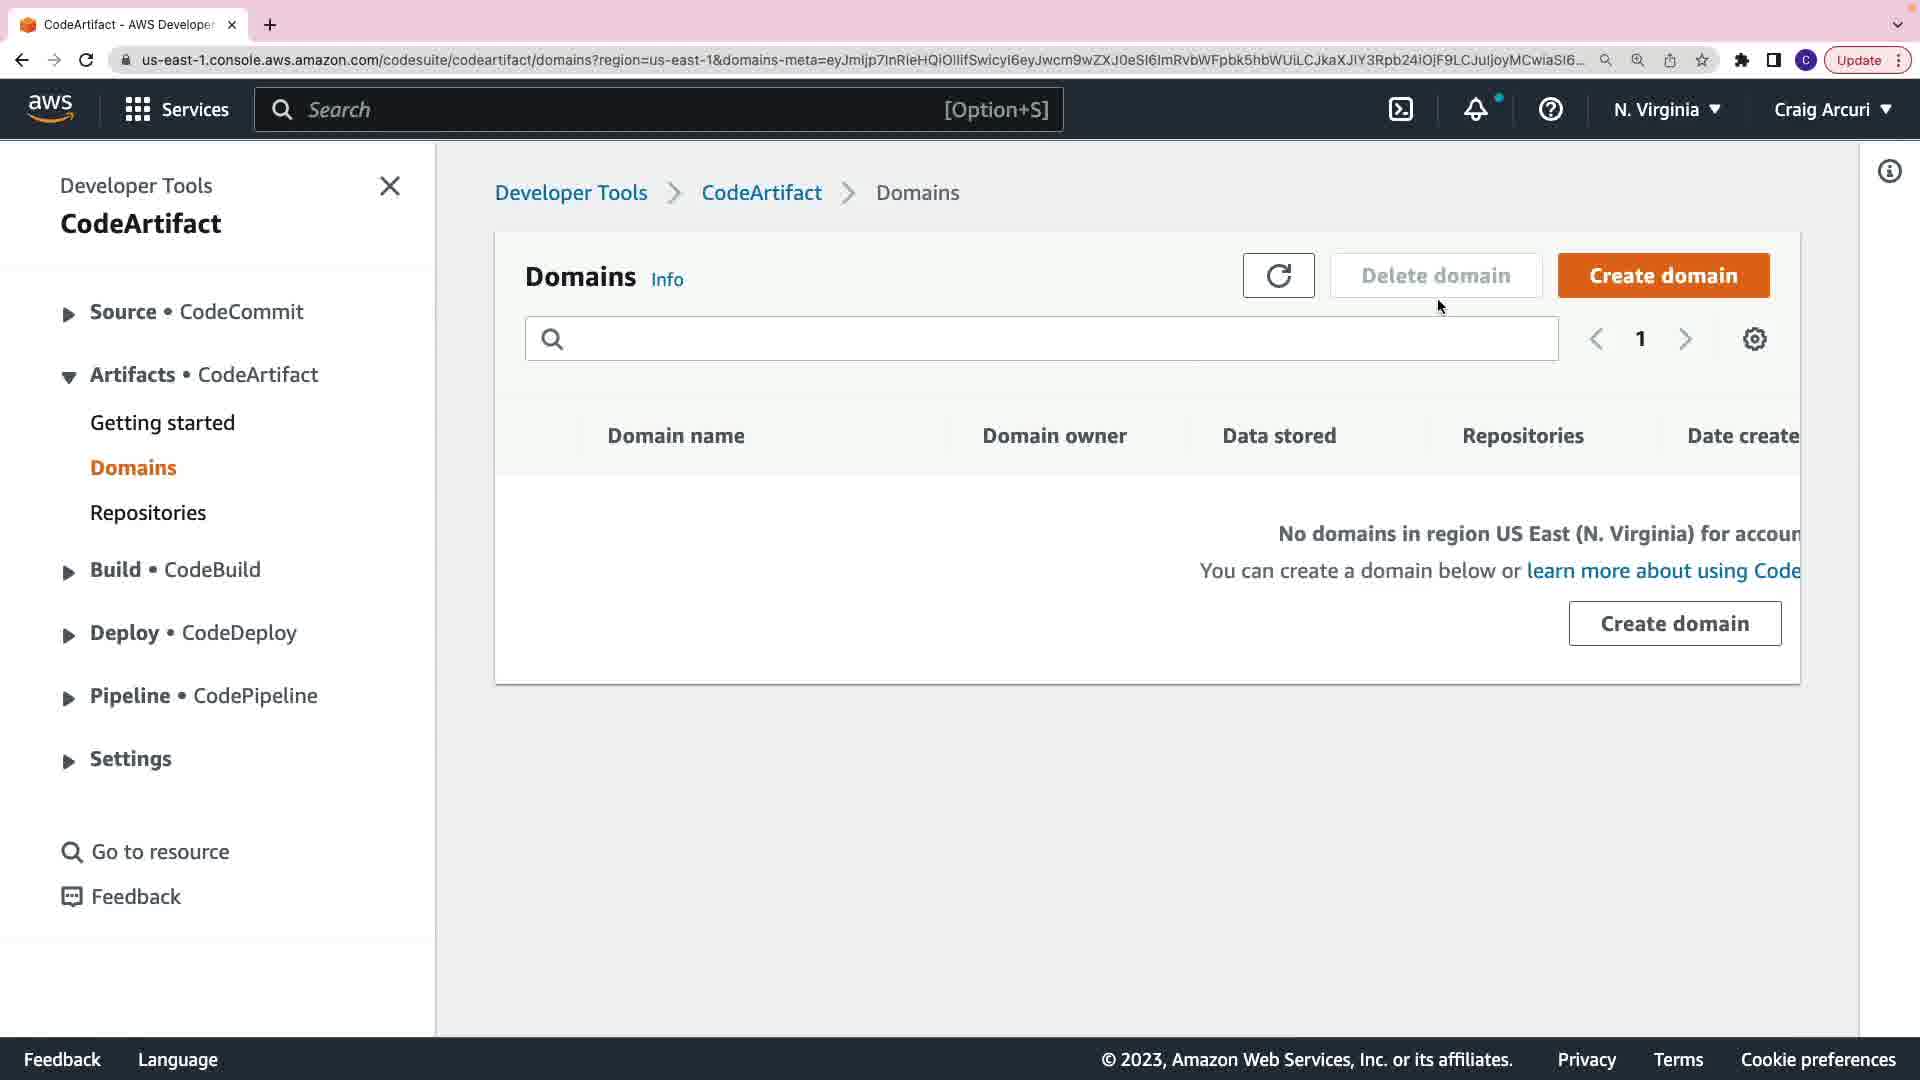 CodeArtifact - AWS Developer
us-east-1.console.aws.amazon.com/codesuite/codeartifact/domains?region=us-east-1&domains-meta=
Update
aws
Services
Search
[Option+S]
N. Virginia
Craig Arcuri
Developer Tools
CodeArtifact
Source • CodeCommit
Artifacts • CodeArtifact
Getting started
Domains
Repositories
Build • CodeBuild
Deploy • CodeDeploy
Pipeline • CodePipeline
Settings
Go to resource
Feedback
Developer Tools
CodeArtifact
Domains
Domains Info
Delete domain
Create domain
1
Domain name
Domain owner
Data stored
Repositories
Date create
No domains in region US East (N. Virginia) for accoun
You can create a domain below or learn more about using Code
Create domain
Feedback
Language
© 2023, Amazon Web Services, Inc. or its affiliates.
Privacy
Terms
Cookie preferences